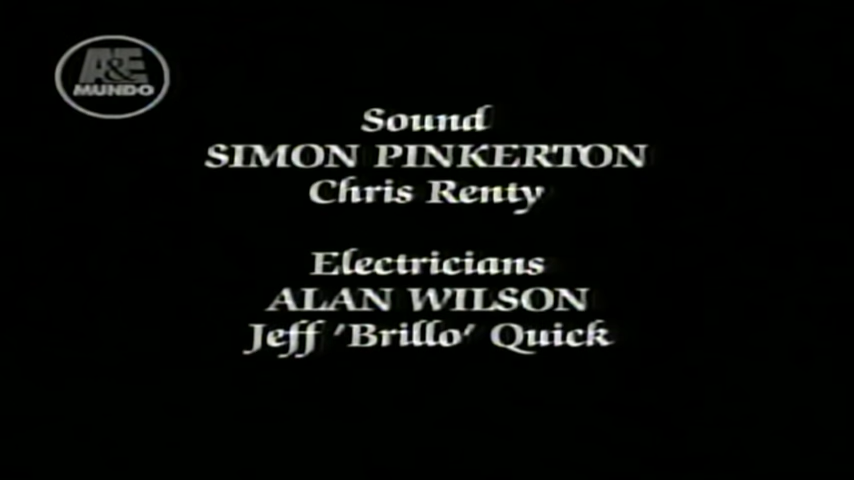 A&E
MUNDO
Sound
SIMON PINKERTON
Chris Renty
Electricians
ALAN WILSON
Jeff 'Brillo' Quick